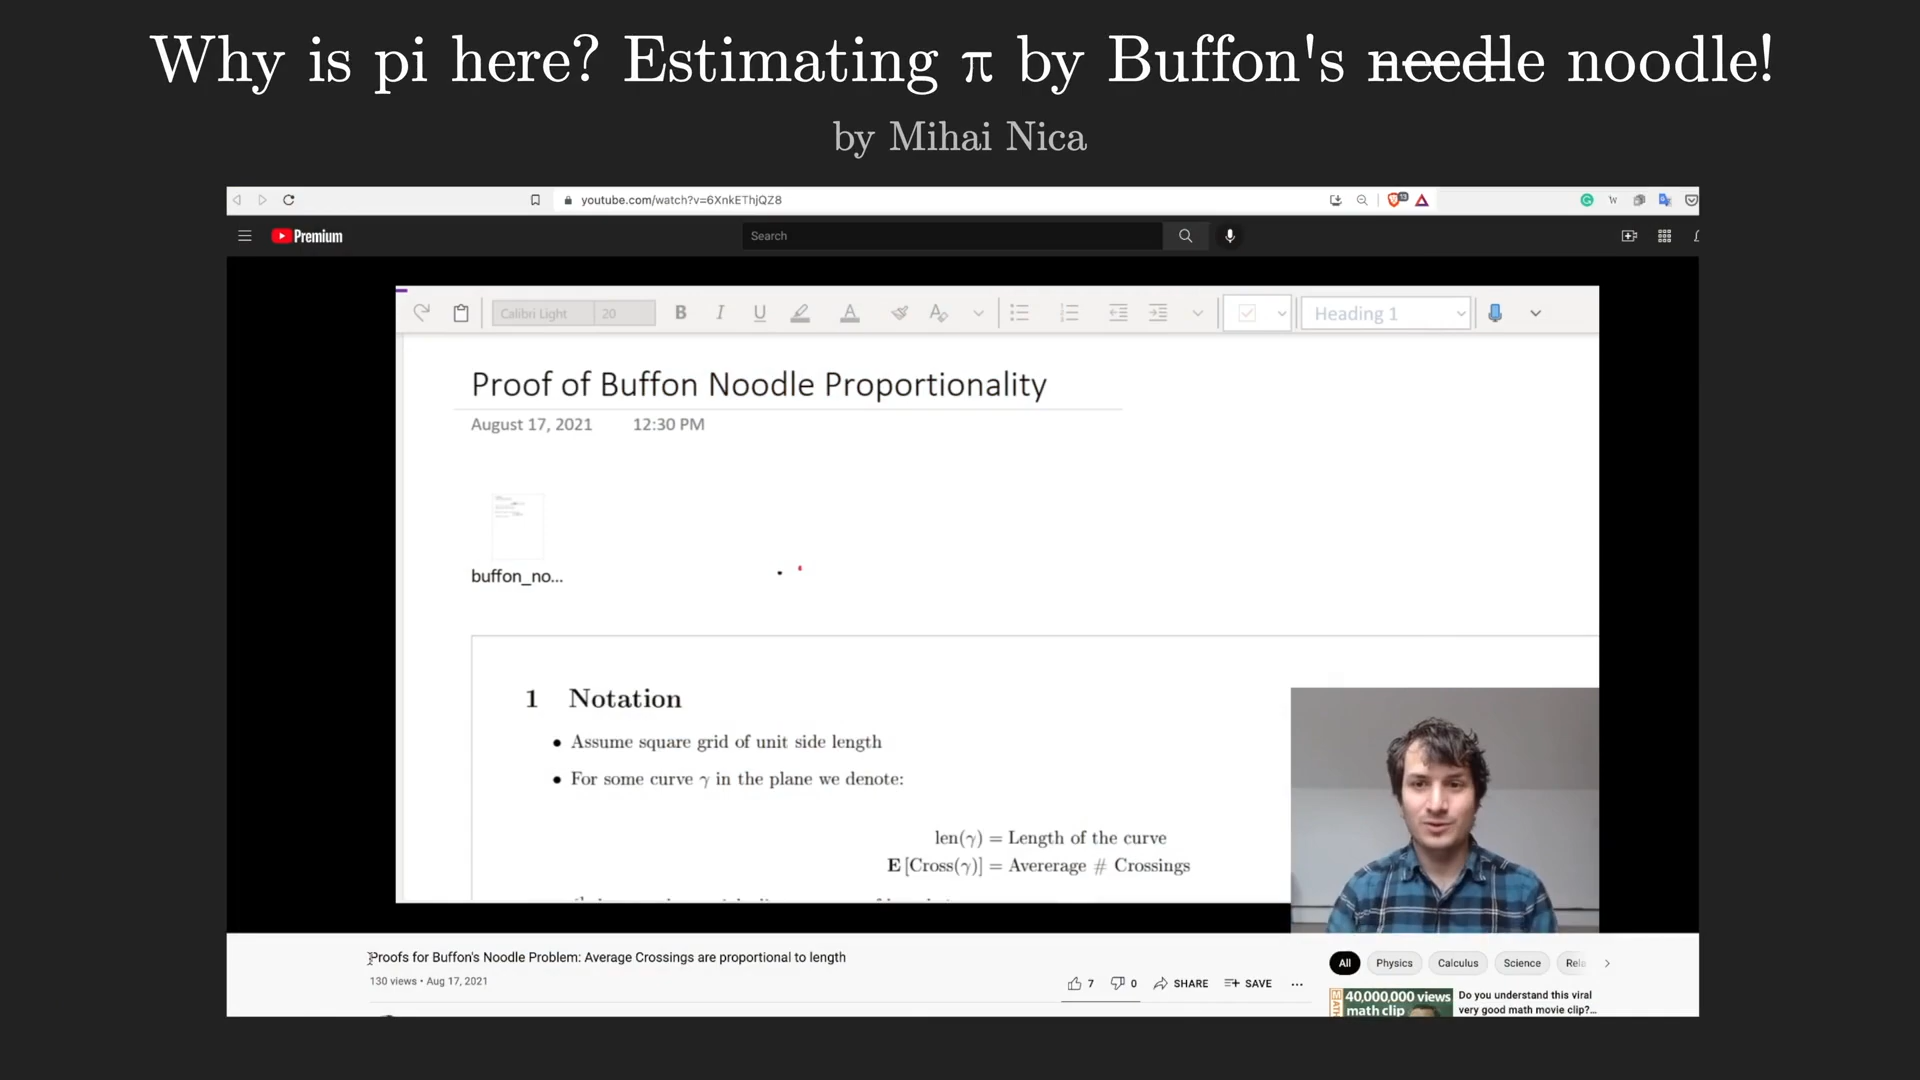 Why is pi here? Estimating π by Buffon's needle noodle!
by Mihai Nica
youtube.com/watch?v=6XnkEThjQZ8
Premium
Search
Calibri Light 20 B I U A Heading 1
Proof of Buffon Noodle Proportionality
August 17, 2021 12:30 PM
buffon_no...
1 Notation
• Assume square grid of unit side length
• For some curve γ in the plane we denote:
len(γ) = Length of the curve
E [Cross(γ)] = Avererage # Crossings
Proofs for Buffon's Noodle Problem: Average Crossings are proportional to length
130 views • Aug 17, 2021
7 0 SHARE SAVE ...
All Physics Calculus Science Rela
MATH
40,000,000 views
math clip
Do you understand this viral
very good math movie clip?...